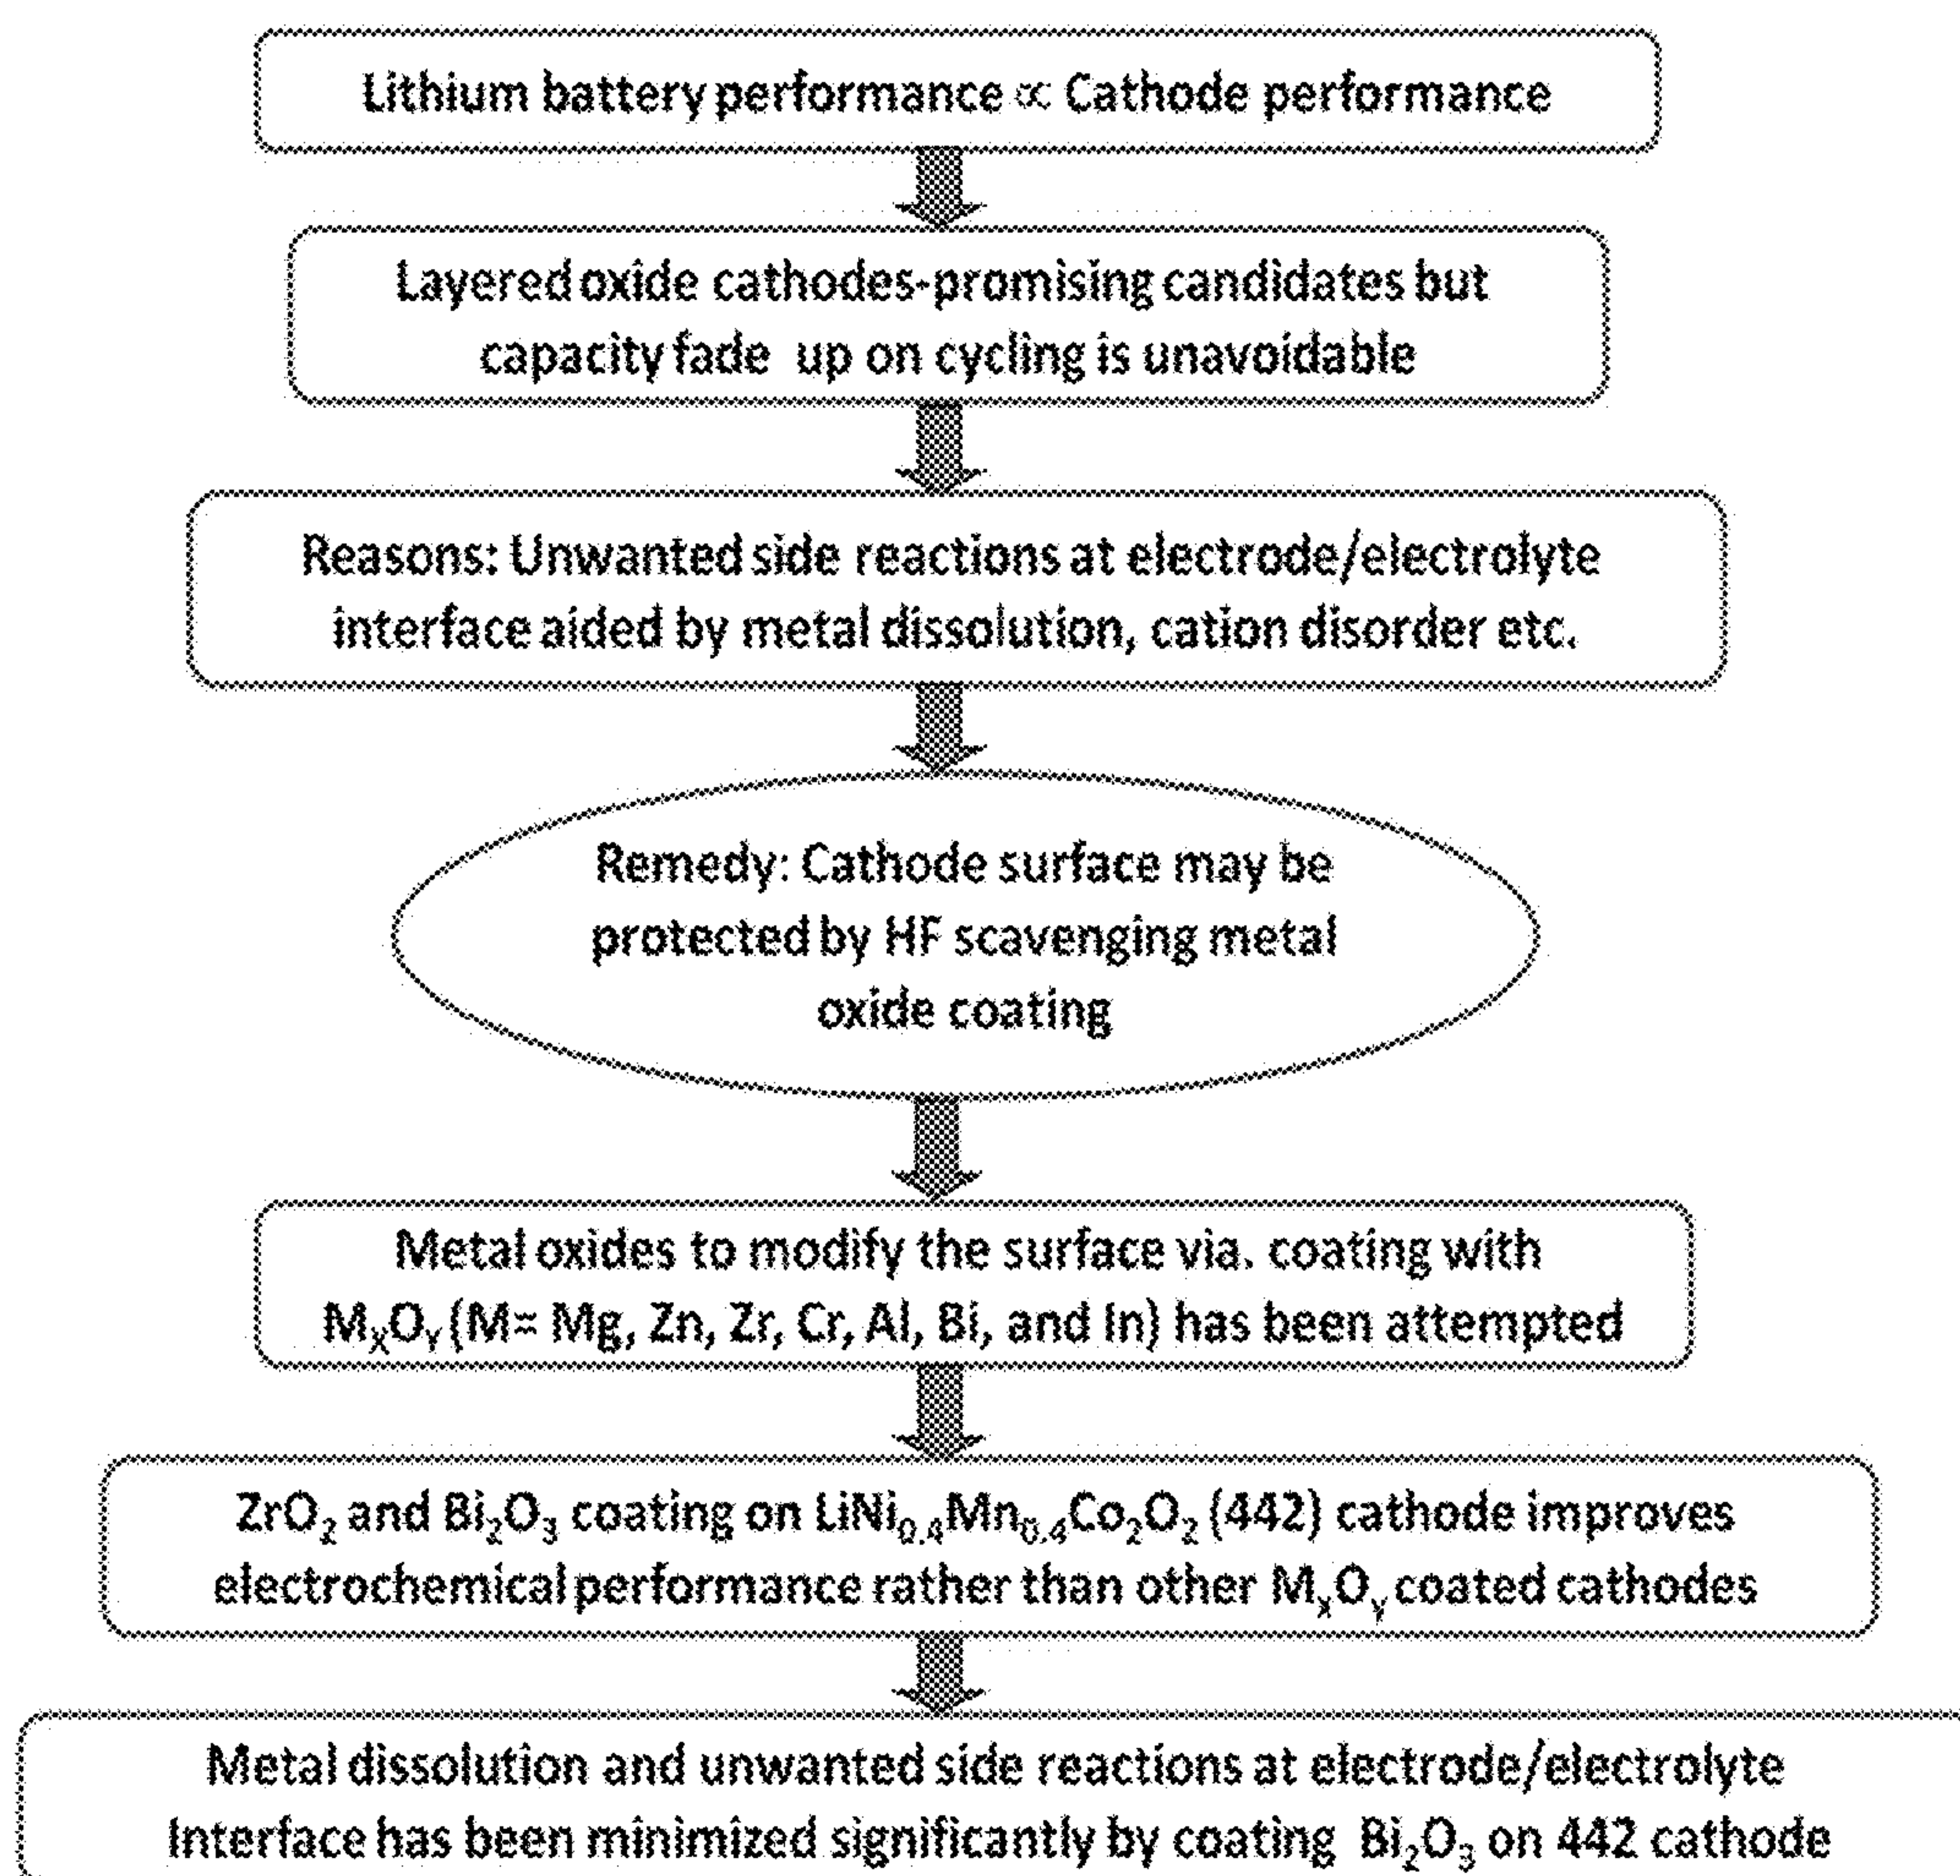 Lithium battery performance ∝ Cathode performance
Layered oxide cathodes-promising candidates but
capacity fade up on cycling is unavoidable
Reasons: Unwanted side reactions at electrode/electrolyte
interface aided by metal dissolution, cation disorder etc.
Remedy: Cathode surface may be
protected by HF scavenging metal
oxide coating
Metal oxides to modify the surface via. coating with
MₓOᵧ (M= Mg, Zn, Zr, Cr, Al, Bi, and In) has been attempted
ZrO₂ and Bi₂O₃ coating on LiNi₀.₄Mn₀.₄Co₂O₂ (442) cathode improves
electrochemical performance rather than other MₓOᵧ coated cathodes
Metal dissolution and unwanted side reactions at electrode/electrolyte
Interface has been minimized significantly by coating Bi₂O₃ on 442 cathode